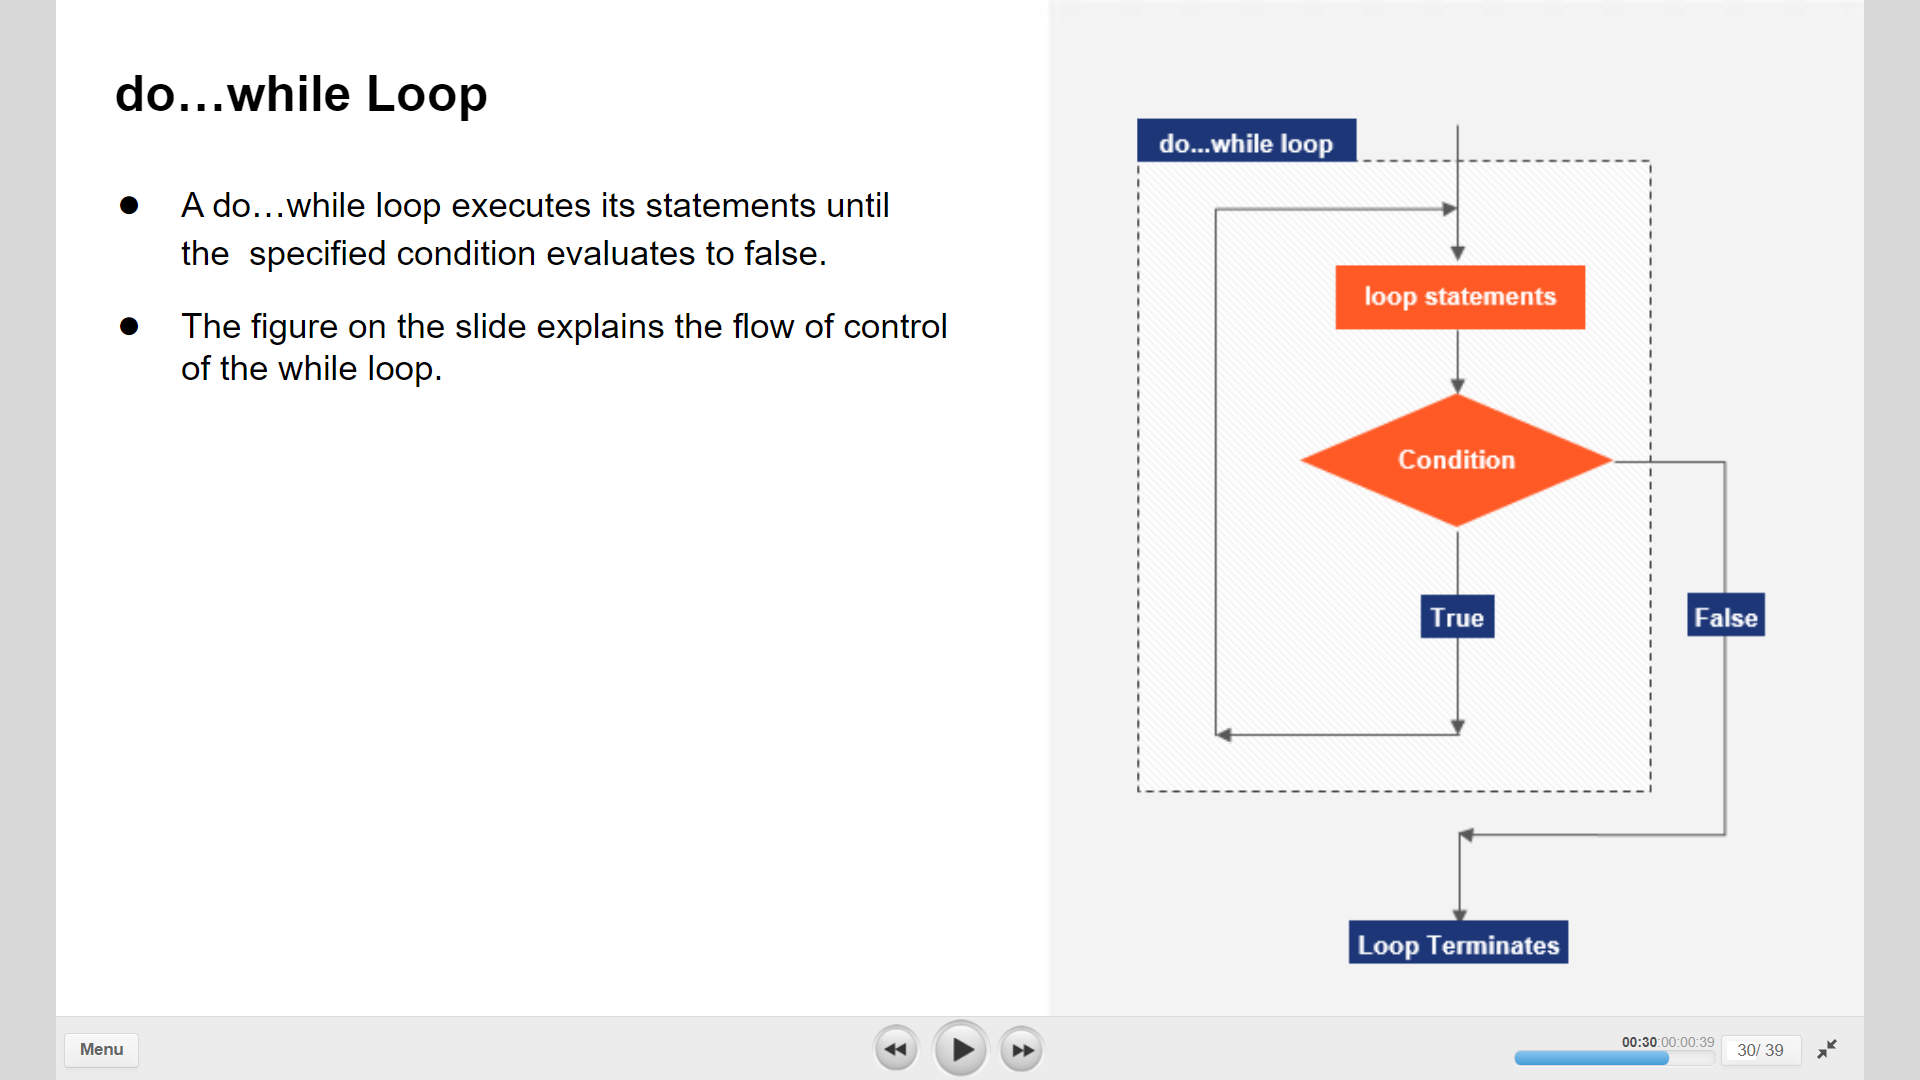 do…while Loop
● A do…while loop executes its statements until
the  specified condition evaluates to false.
● The figure on the slide explains the flow of control
of the while loop.
do...while loop
loop statements
Condition
True
False
Loop Terminates
Menu
00:30:00:00:39
30/ 39